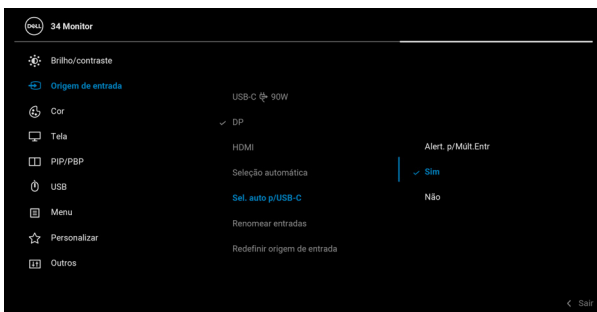 DELL
34 Monitor
Brilho/contraste
Origem de entrada
Cor
Tela
PIP/PBP
USB
Menu
Personalizar
Outros
USB-C 90W
DP
HDMI
Seleção automática
Sel. auto p/USB-C
Renomear entradas
Redefinir origem de entrada
Alert. p/Múlt.Entr
Sim
Não
Sair